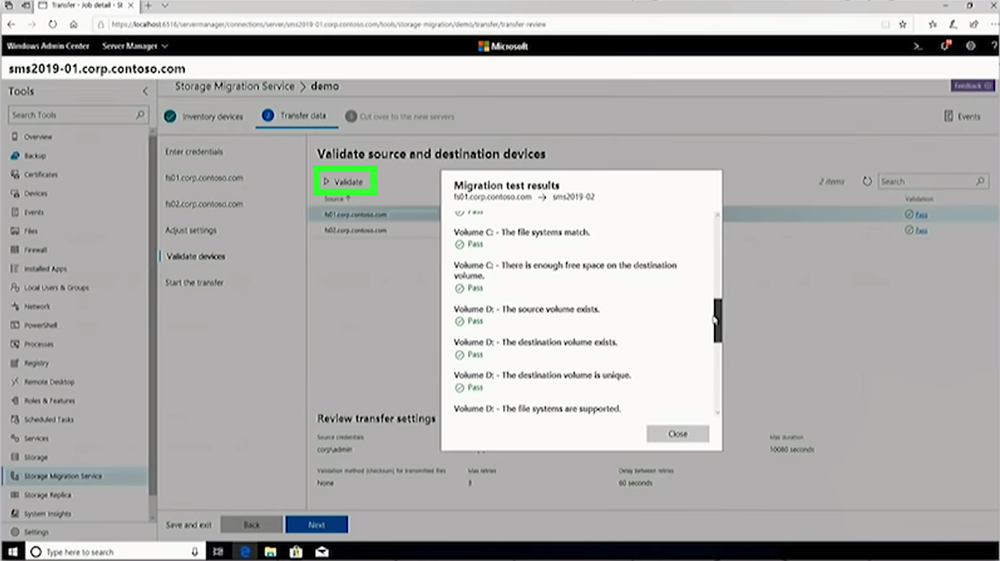 Transfer - Job detail - St
https://localhost:6516/servermanager/connections/server/sms2019-01.corp.contoso.com/tools/storage-migration/demo/transfer/transfer-review
Windows Admin Center
Server Manager
Microsoft
sms2019-01.corp.contoso.com
Tools
Search Tools
Overview
Backup
Certificates
Devices
Events
Files
Firewall
Installed Apps
Local Users & Groups
Network
PowerShell
Processes
Registry
Remote Desktop
Roles & Features
Scheduled Tasks
Services
Storage
Storage Migration Service
Storage Replica
System Insights
Settings
Storage Migration Service > demo
Feedback
Inventory devices
2 Transfer data
Cut over to the new servers
Events
Enter credentials
fs01.corp.contoso.com
fs02.corp.contoso.com
Adjust settings
Validate devices
Start the transfer
Validate source and destination devices
Validate
2 items
Search
Source ↑
Validation
fs01.corp.contoso.com
Pass
fs02.corp.contoso.com
Pass
Migration test results
fs01.corp.contoso.com → sms2019-02
Pass
Volume C: - The file systems match.
Pass
Volume C: - There is enough free space on the destination
volume.
Pass
Volume D: - The source volume exists.
Pass
Volume D: - The destination volume exists.
Pass
Volume D: - The destination volume is unique.
Pass
Volume D: - The file systems are supported.
Close
Review transfer settings
Source credentials
corp\admin
Max duration
10080 seconds
Validation method (checksum) for transmitted files
None
Max retries
3
Delay between retries
60 seconds
Save and exit
Back
Next
Type here to search